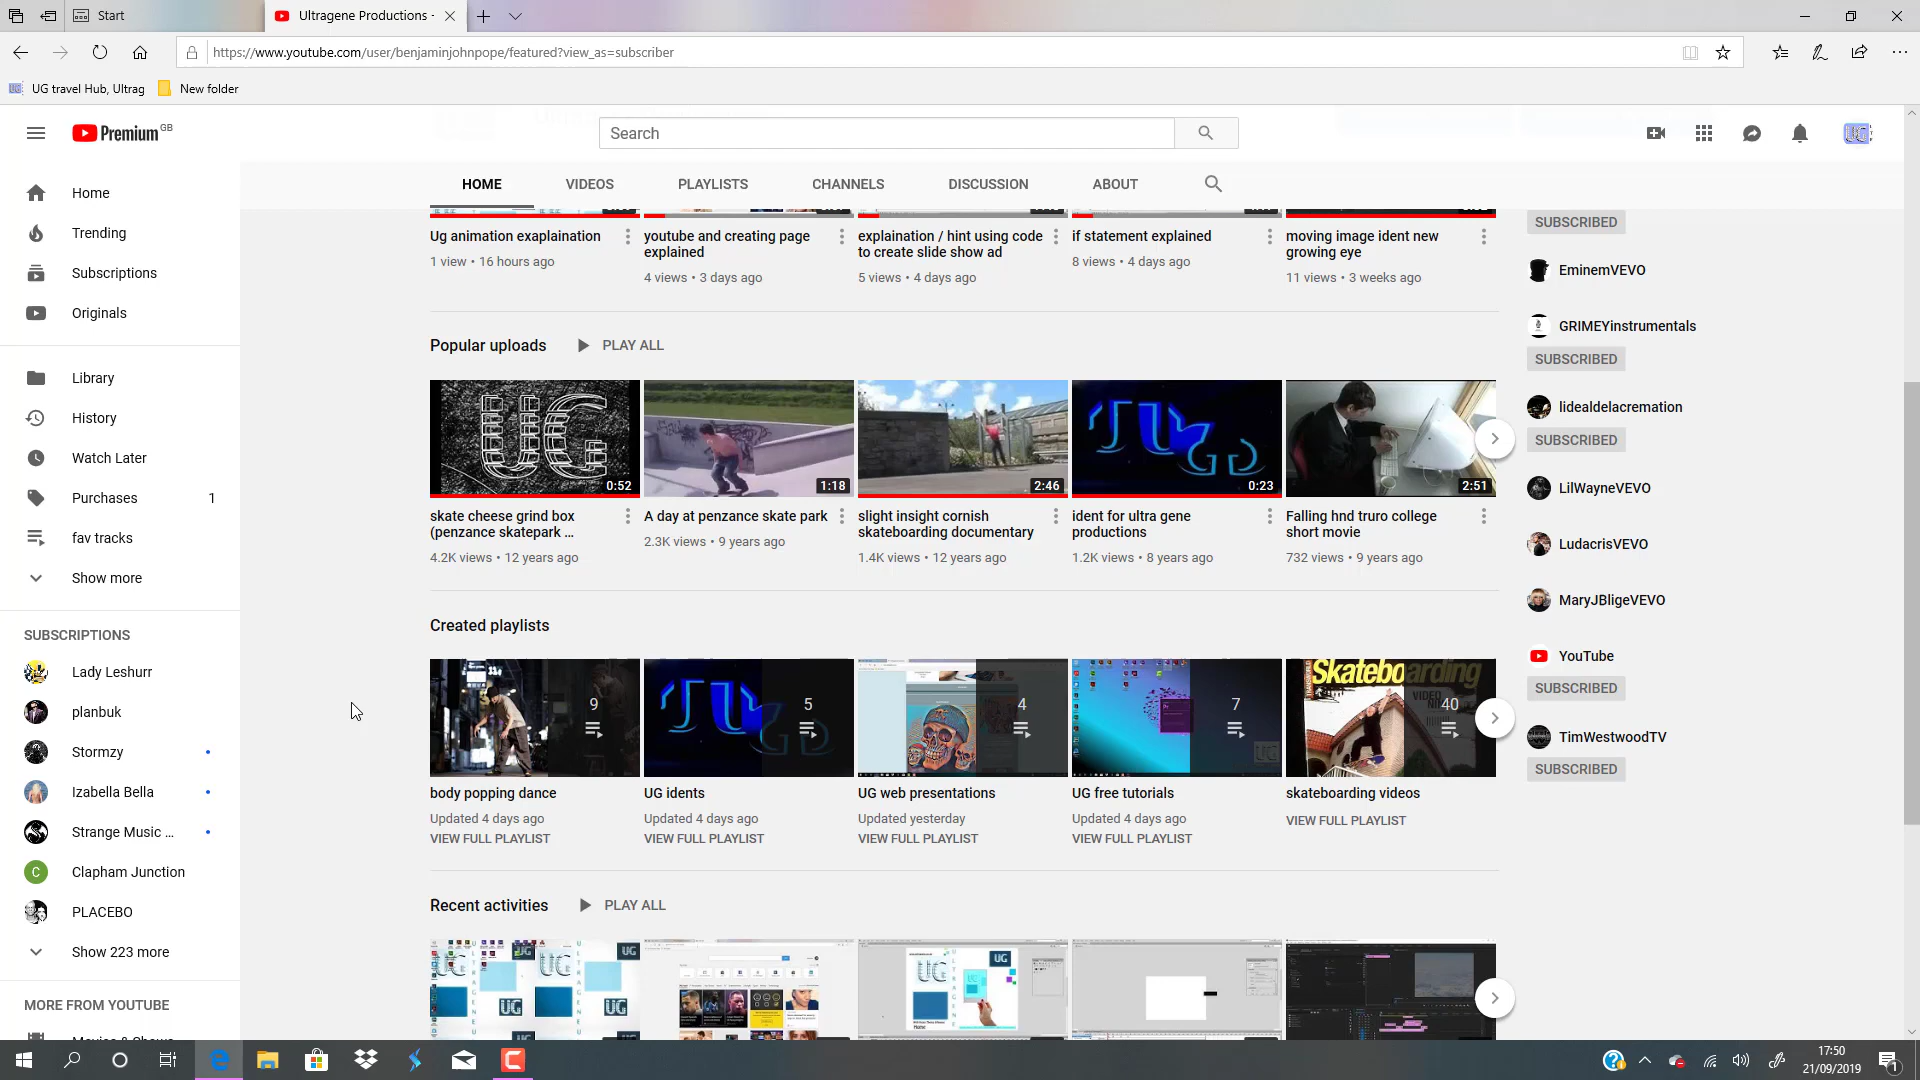 Start
Ultragene Productions -
https://www.youtube.com/user/benjaminjohnpope/featured?view_as=subscriber
UG travel Hub, Ultrag
New folder
Premium GB
Search
HOME VIDEOS PLAYLISTS CHANNELS DISCUSSION ABOUT
Home
Trending
Subscriptions
Originals
Library
History
Watch Later
Purchases 1
fav tracks
Show more
SUBSCRIPTIONS
Lady Leshurr
planbuk
Stormzy
Izabella Bella
Strange Music ...
C Clapham Junction
PLACEBO
Show 223 more
MORE FROM YOUTUBE
Ug animation exaplaination
1 view • 16 hours ago
youtube and creating page
explained
4 views • 3 days ago
explaination / hint using code
to create slide show ad
5 views • 4 days ago
if statement explained
8 views • 4 days ago
moving image ident new
growing eye
11 views • 3 weeks ago
Popular uploads PLAY ALL
UG
0:52
skate cheese grind box
(penzance skatepark ...
4.2K views • 12 years ago
1:18
A day at penzance skate park
2.3K views • 9 years ago
2:46
slight insight cornish
skateboarding documentary
1.4K views • 12 years ago
0:23
ident for ultra gene
productions
1.2K views • 8 years ago
2:51
Falling hnd truro college
short movie
732 views • 9 years ago
Created playlists
9
body popping dance
Updated 4 days ago
VIEW FULL PLAYLIST
5
UG idents
Updated 4 days ago
VIEW FULL PLAYLIST
4
UG web presentations
Updated yesterday
VIEW FULL PLAYLIST
7
UG free tutorials
Updated 4 days ago
VIEW FULL PLAYLIST
Skateboarding
40
skateboarding videos
VIEW FULL PLAYLIST
Recent activities PLAY ALL
SUBSCRIBED
EminemVEVO
GRIMEYinstrumentals
SUBSCRIBED
lidealdelacremation
SUBSCRIBED
LilWayneVEVO
LudacrisVEVO
MaryJBligeVEVO
YouTube
SUBSCRIBED
TimWestwoodTV
SUBSCRIBED
17:50
21/09/2019